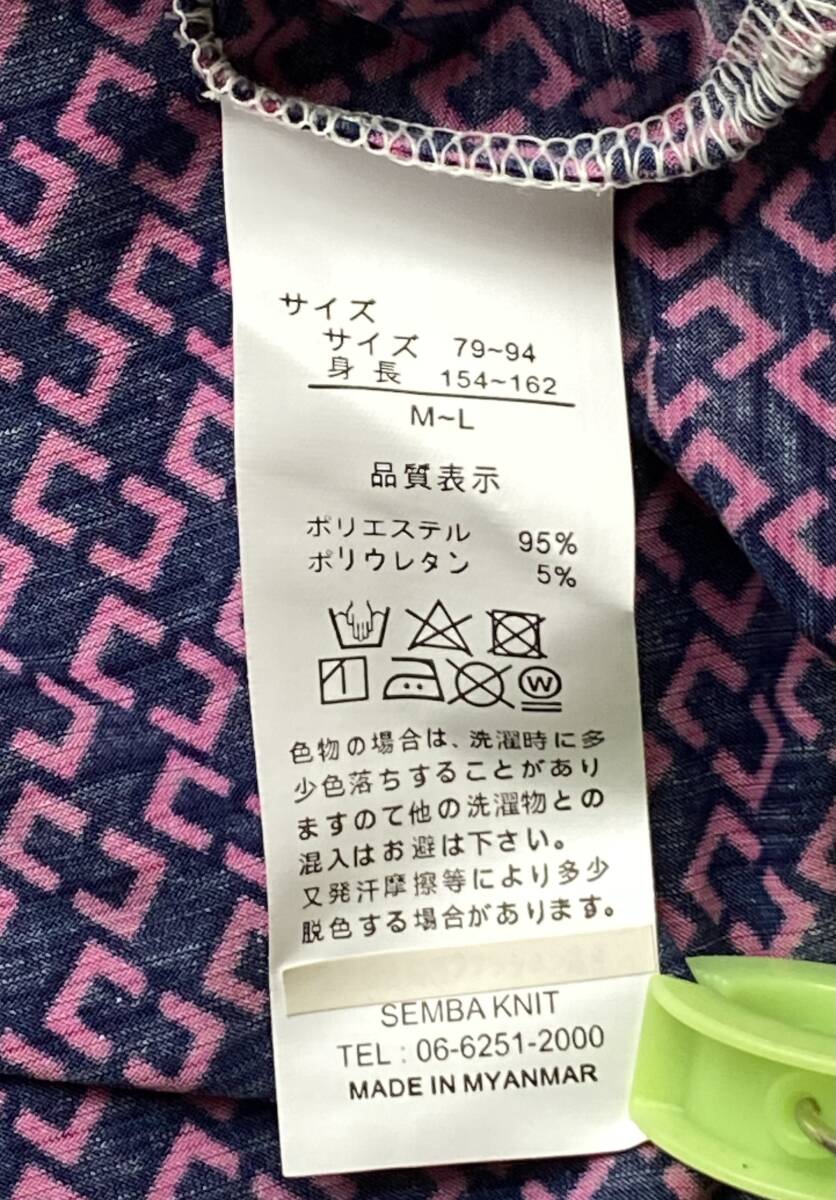 サイズ
サイズ 79~94
身長 154~162
M~L
品質表示
ポリエステル 95%
ポリウレタン 5%
W
色物の場合は、洗濯時に多
少色落ちすることがあり
ますので他の洗濯物との
混入はお避け下さい。
又発汗摩擦等により多少
脱色する場合があります。
SEMBA KNIT
TEL : 06-6251-2000
MADE IN MYANMAR